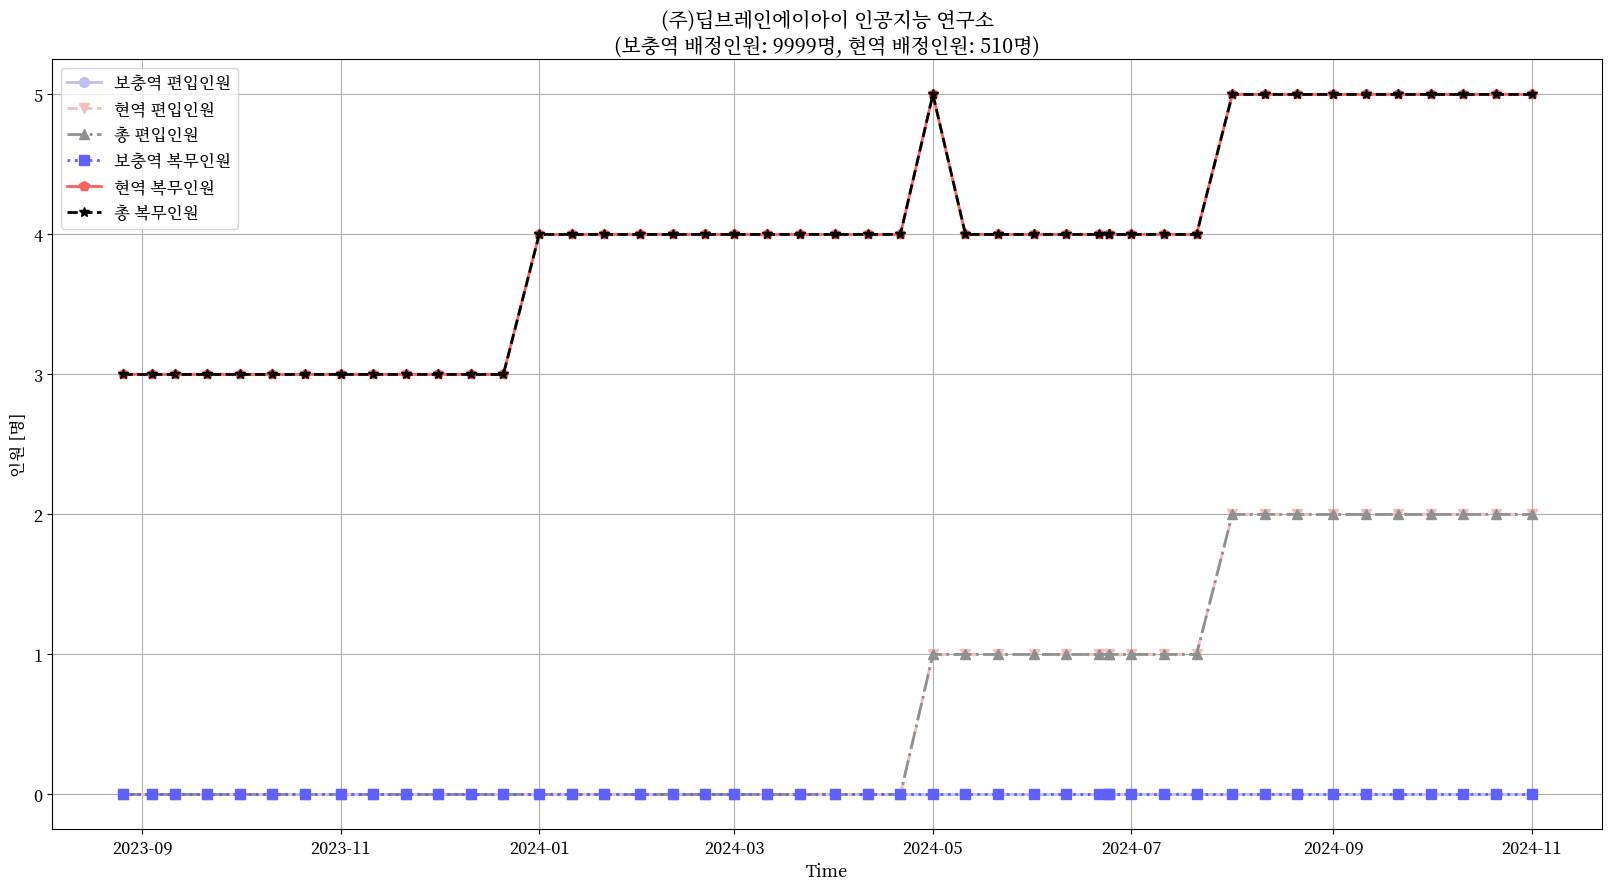 (주)딥브레인에이아이 인공지능 연구소
(보충역 배정인원: 9999명, 현역 배정인원: 510명)
보충역 편입인원
현역 편입인원
총 편입인원
보충역 복무인원
현역 복무인원
총 복무인원
인원 [명]
5
4
3
2
1
0
2023-09 2023-11 2024-01 2024-03 2024-05 2024-07 2024-09 2024-11
Time